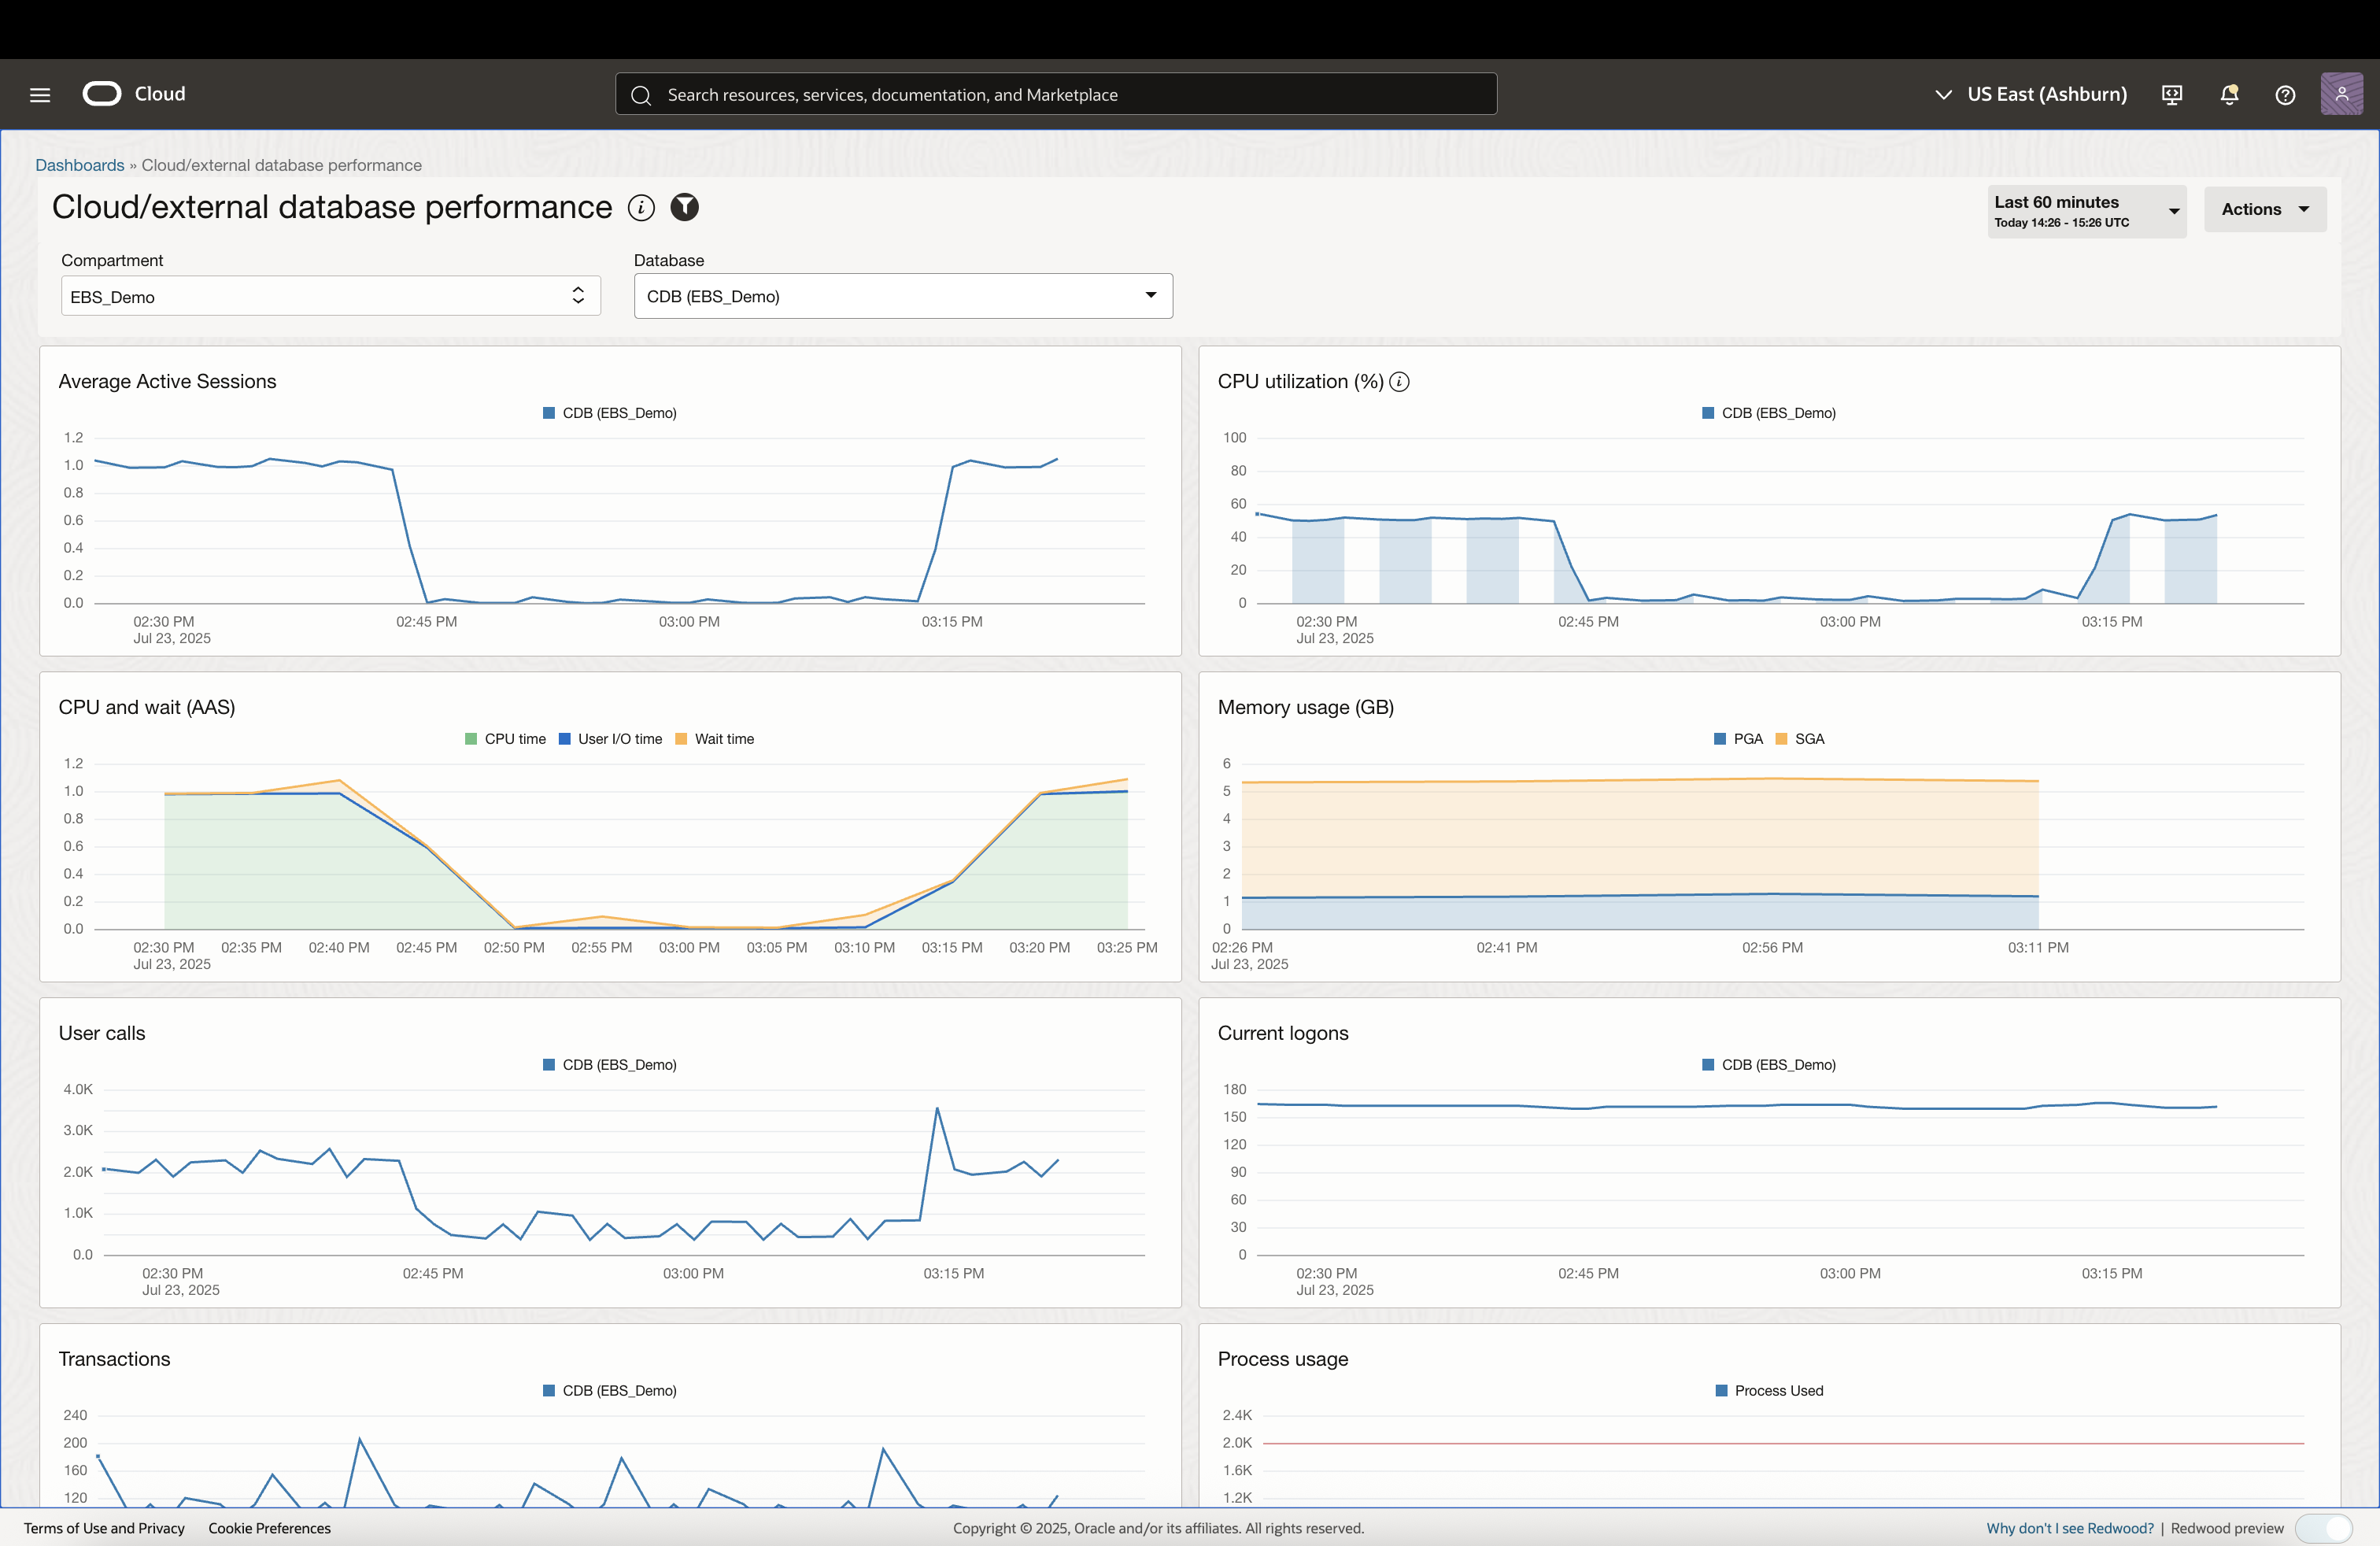 Cloud
Search resources, services, documentation, and Marketplace
US East (Ashburn)
Dashboards » Cloud/external database performance
Cloud/external database performance
Last 60 minutes
Today 14:26 - 15:26 UTC
Actions
Compartment
EBS_Demo
Database
CDB (EBS_Demo)
Average Active Sessions
CDB (EBS_Demo)
1.2
1.0
0.8
0.6
0.4
0.2
0.0
02:30 PM 02:45 PM 03:00 PM 03:15 PM
Jul 23, 2025
CPU utilization (%)
CDB (EBS_Demo)
100
80
60
40
20
0
02:30 PM 02:45 PM 03:00 PM 03:15 PM
Jul 23, 2025
CPU and wait (AAS)
CPU time User I/O time Wait time
1.2
1.0
0.8
0.6
0.4
0.2
0.0
02:30 PM 02:35 PM 02:40 PM 02:45 PM 02:50 PM 02:55 PM 03:00 PM 03:05 PM 03:10 PM 03:15 PM 03:20 PM 03:25 PM
Jul 23, 2025
Memory usage (GB)
PGA SGA
6
5
4
3
2
1
0
02:26 PM 02:41 PM 02:56 PM 03:11 PM
Jul 23, 2025
User calls
CDB (EBS_Demo)
4.0K
3.0K
2.0K
1.0K
0.0
02:30 PM 02:45 PM 03:00 PM 03:15 PM
Jul 23, 2025
Current logons
CDB (EBS_Demo)
180
150
120
90
60
30
0
02:30 PM 02:45 PM 03:00 PM 03:15 PM
Jul 23, 2025
Transactions
CDB (EBS_Demo)
240
200
160
120
Process usage
Process Used
2.4K
2.0K
1.6K
1.2K
Terms of Use and Privacy Cookie Preferences
Copyright © 2025, Oracle and/or its affiliates. All rights reserved.
Why don't I see Redwood? | Redwood preview